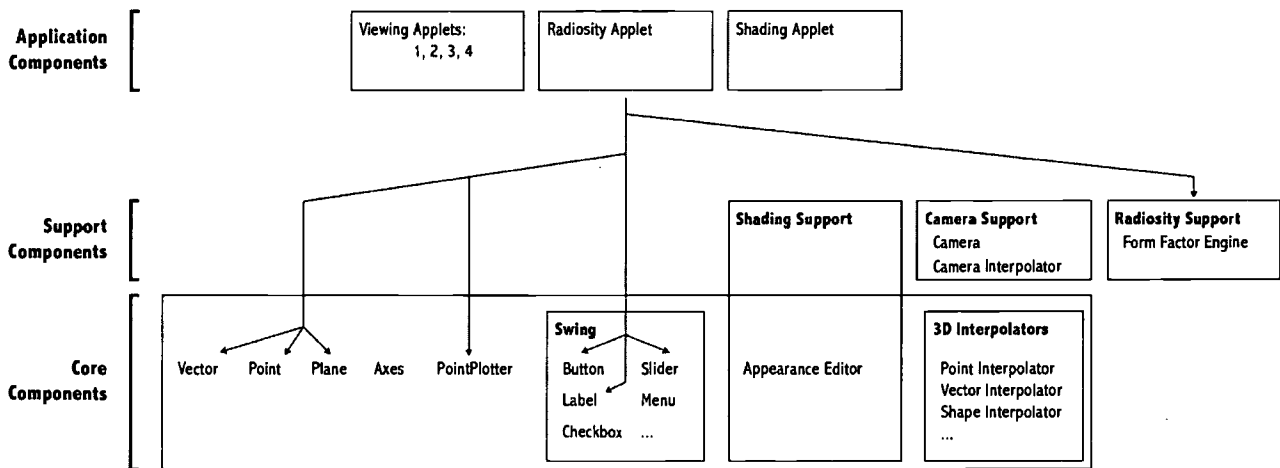 Application
Components
Viewing Applets:
1, 2, 3, 4
Radiosity Applet
Shading Applet
Support
Components
Shading Support
Camera Support
Camera
Camera Interpolator
Radiosity Support
Form Factor Engine
Core
Components
Vector
Point
Plane
Axes
PointPlotter
Swing
Button
Slider
Label
Menu
Checkbox
...
Appearance Editor
3D Interpolators
Point Interpolator
Vector Interpolator
Shape Interpolator
...